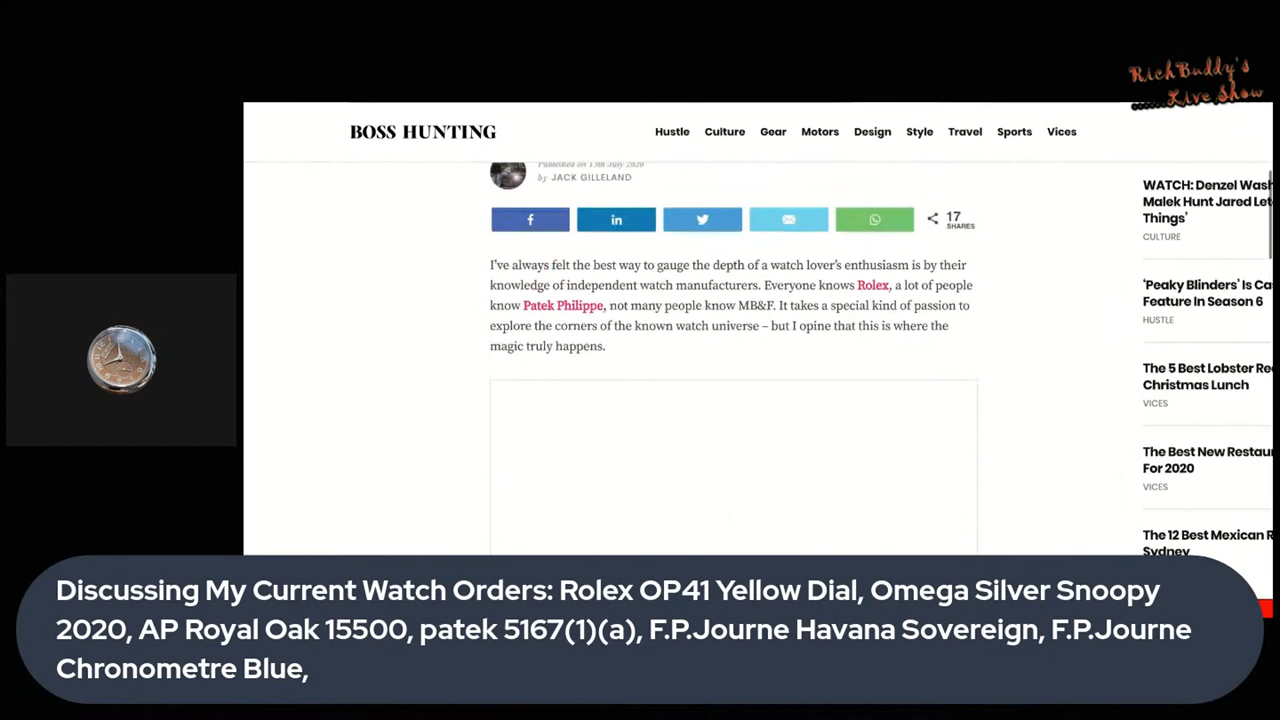 RichBuddy's
Live Show
BOSS HUNTING
Hustle Culture Gear Motors Design Style Travel Sports Vices
Published on 13th July 2020
by JACK GILLELAND
17
SHARES
I've always felt the best way to gauge the depth of a watch lover's enthusiasm is by their
knowledge of independent watch manufacturers. Everyone knows Rolex, a lot of people
know Patek Philippe, not many people know MB&F. It takes a special kind of passion to
explore the corners of the known watch universe – but I opine that this is where the
magic truly happens.
WATCH: Denzel Wash
Malek Hunt Jared Let
Things'
CULTURE
'Peaky Blinders' Is Ca
Feature In Season 6
HUSTLE
The 5 Best Lobster Re
Christmas Lunch
VICES
The Best New Restau
For 2020
VICES
The 12 Best Mexican R
Sydney
Discussing My Current Watch Orders: Rolex OP41 Yellow Dial, Omega Silver Snoopy
2020, AP Royal Oak 15500, patek 5167(1)(a), F.P.Journe Havana Sovereign, F.P.Journe
Chronometre Blue,